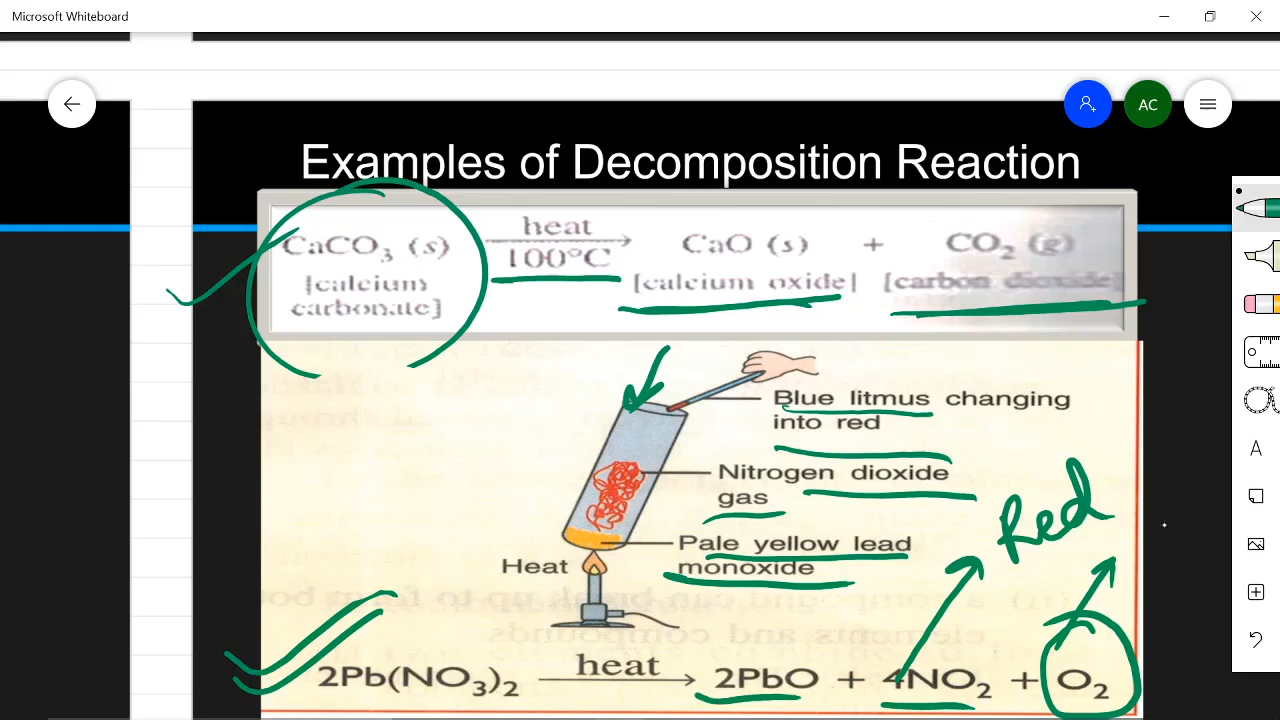 Microsoft Whiteboard
AC
Examples of Decomposition Reaction
CaCO₃ (s) heat CaO (s) + CO₂ (g)
100°C
[calcium [calcium oxide] [carbon dioxide]
carbonate]
Blue litmus changing
into red
Nitrogen dioxide
gas
Red
Pale yellow lead
monoxide
Heat
2Pb(NO₃)₂ heat 2PbO + 4NO₂ + O₂
A